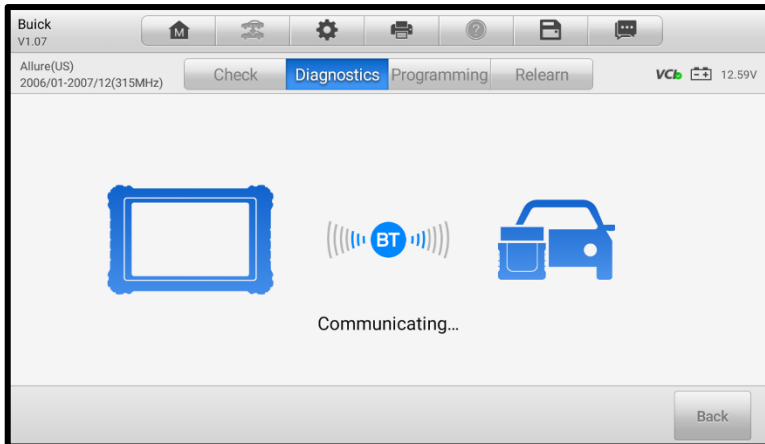 Buick
V1.07
M
Allure(US)
2006/01-2007/12(315MHz)
Check
Diagnostics
Programming
Relearn
VCI
12.59V
BT
Communicating...
Back